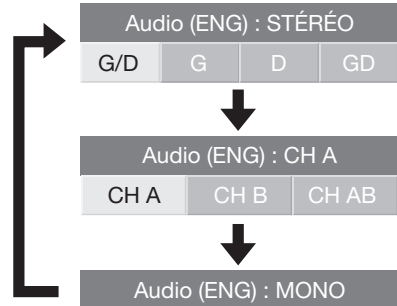 Audio (ENG) : STÉRÉO
G/D G D GD
Audio (ENG) : CH A
CH A CH B CH AB
Audio (ENG) : MONO